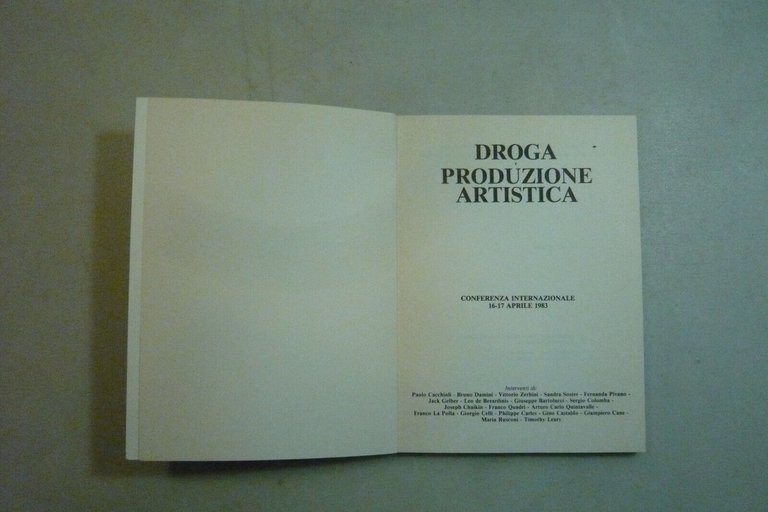 DROGA
PRODUZIONE
ARTISTICA
CONFERENZA INTERNAZIONALE
16-17 APRILE 1983
Interventi di:
Paolo Cacchioli - Bruno Damini - Vittorio Zerbini - Sandra Soster - Fernanda Pivano -
Jack Gelber - Leo de Berardinis - Giuseppe Bartolucci - Sergio Colomba -
Joseph Chaikin - Franco Quadri - Arturo Carlo Quintavalle -
Franco La Polla - Giorgio Celli - Philippe Carles - Gino Castaldo - Giampiero Cane -
Maria Rusconi - Timothy Leary